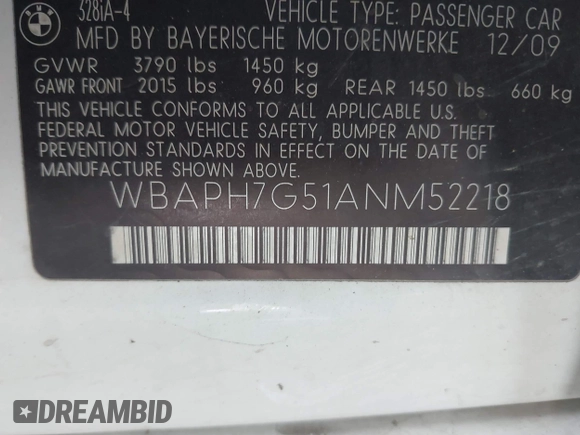 BMW
328iA-4 VEHICLE TYPE: PASSENGER CAR
MFD BY BAYERISCHE MOTORENWERKE 12/09
GVWR 3790 lbs 1450 kg
GAWR FRONT 2015 lbs 960 kg REAR 1450 lbs 660 kg
THIS VEHICLE CONFORMS TO ALL APPLICABLE U.S.
FEDERAL MOTOR VEHICLE SAFETY, BUMPER AND THEFT
PREVENTION STANDARDS IN EFFECT ON THE DATE OF
MANUFACTURE SHOWN ABOVE.
WBAPH7G51ANM52218
DREAMBID